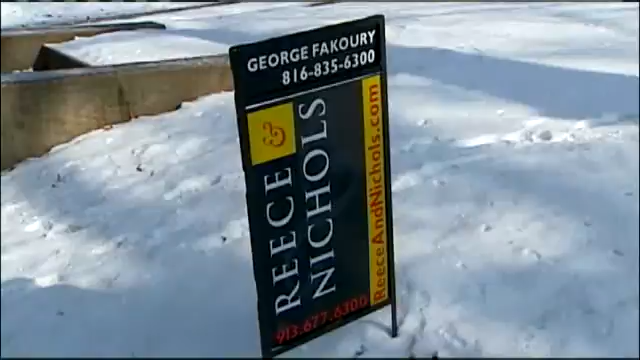 GEORGE FAKOURY
816-835-6300
&
REECE
NICHOLS
ReeceAndNichols.com
913.677.6300